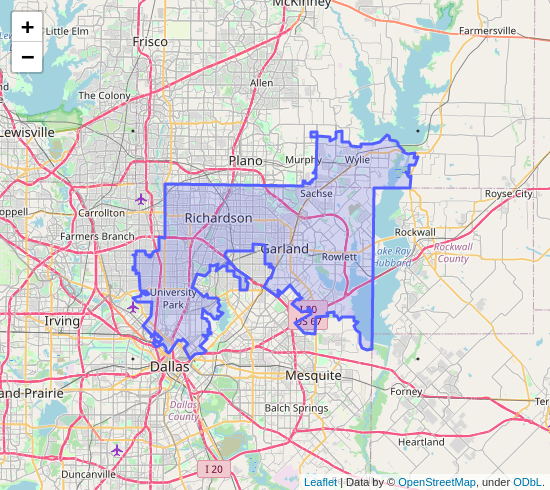 McKinney
+
−
Little Elm
Farmersville
Frisco
Allen
The Colony
Lewisville
Plano
Murphy
Wylie
Sachse
Royse City
Carrollton
Richardson
Coppell
Farmers Branch
Rockwall
Garland
Lake Ray
Hubbard
Rockwall
County
Rowlett
University
Park
Irving
US 67
Dallas
Mesquite
Grand-Prairie
Forney
Dallas
County
Balch Springs
Heartland
I 20
Duncanville
Leaflet | Data by © OpenStreetMap, under ODbL.